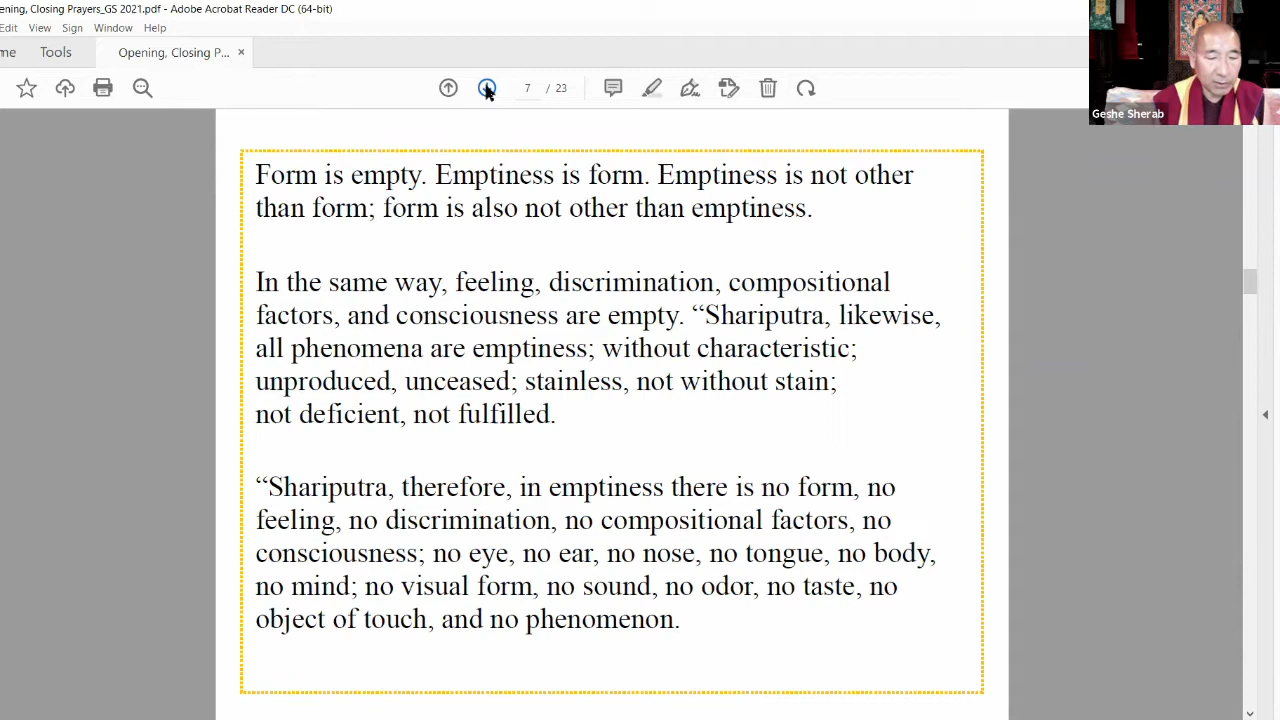 ening, Closing Prayers_GS 2021.pdf - Adobe Acrobat Reader DC (64-bit)
Edit View Sign Window Help
me Tools Opening, Closing P... ×
7 / 23
Geshe Sherab
Form is empty. Emptiness is form. Emptiness is not other
than form; form is also not other than emptiness.
In the same way, feeling, discrimination, compositional
factors, and consciousness are empty. “Shariputra, likewise,
all phenomena are emptiness; without characteristic;
unproduced, unceased; stainless, not without stain;
not deficient, not fulfilled.
“Shariputra, therefore, in emptiness there is no form, no
feeling, no discrimination, no compositional factors, no
consciousness; no eye, no ear, no nose, no tongue, no body,
no mind; no visual form, no sound, no odor, no taste, no
object of touch, and no phenomenon.